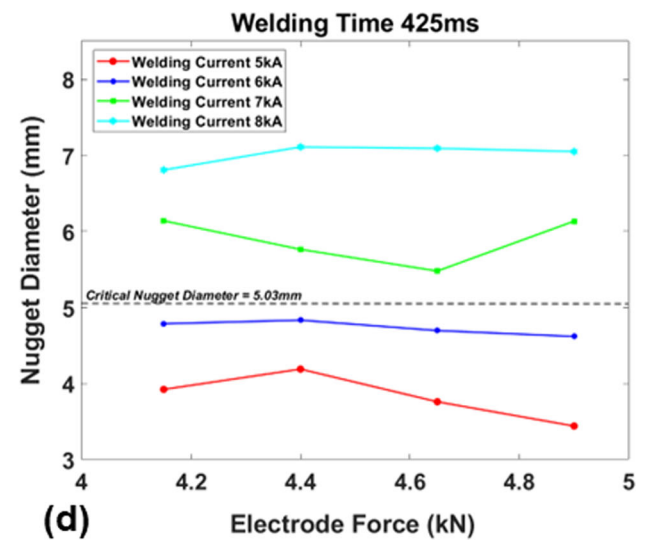 Welding Time 425ms
Welding Current 5kA
Welding Current 6kA
Welding Current 7kA
Welding Current 8kA
Nugget Diameter (mm)
8
7
6
5
4
3
Critical Nugget Diameter = 5.03mm
4 4.2 4.4 4.6 4.8 5
Electrode Force (kN)
(d)